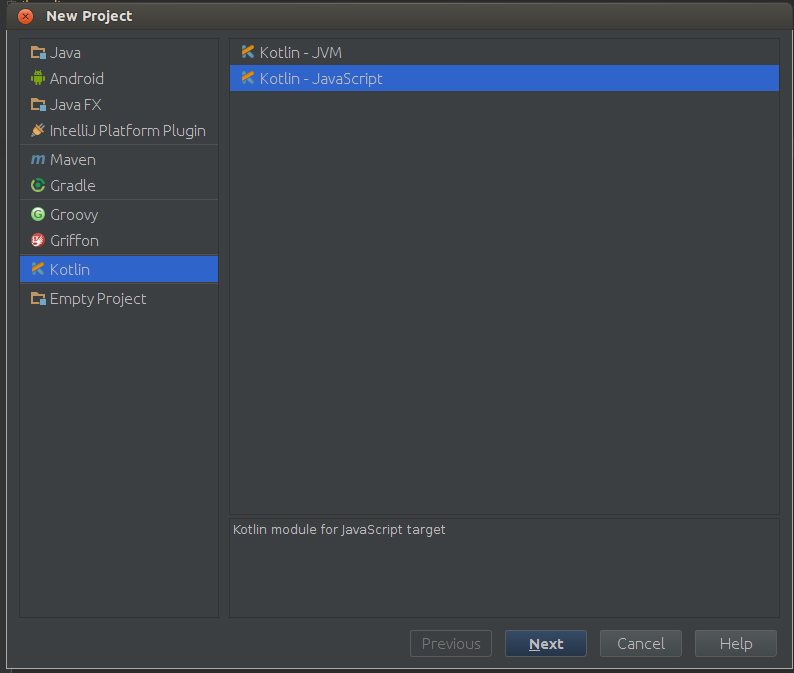 New Project
Java
Android
Java FX
IntelliJ Platform Plugin
Maven
Gradle
Groovy
Griffon
Kotlin
Empty Project
Kotlin - JVM
Kotlin - JavaScript
Kotlin module for JavaScript target
Previous
Next
Cancel
Help